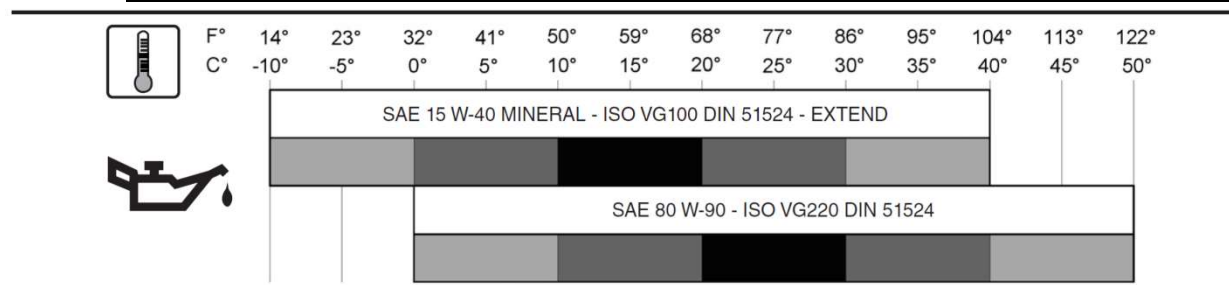 F° 14° 23° 32° 41° 50° 59° 68° 77° 86° 95° 104° 113° 122°
C° -10° -5° 0° 5° 10° 15° 20° 25° 30° 35° 40° 45° 50°
SAE 15 W-40 MINERAL - ISO VG100 DIN 51524 - EXTEND
SAE 80 W-90 - ISO VG220 DIN 51524